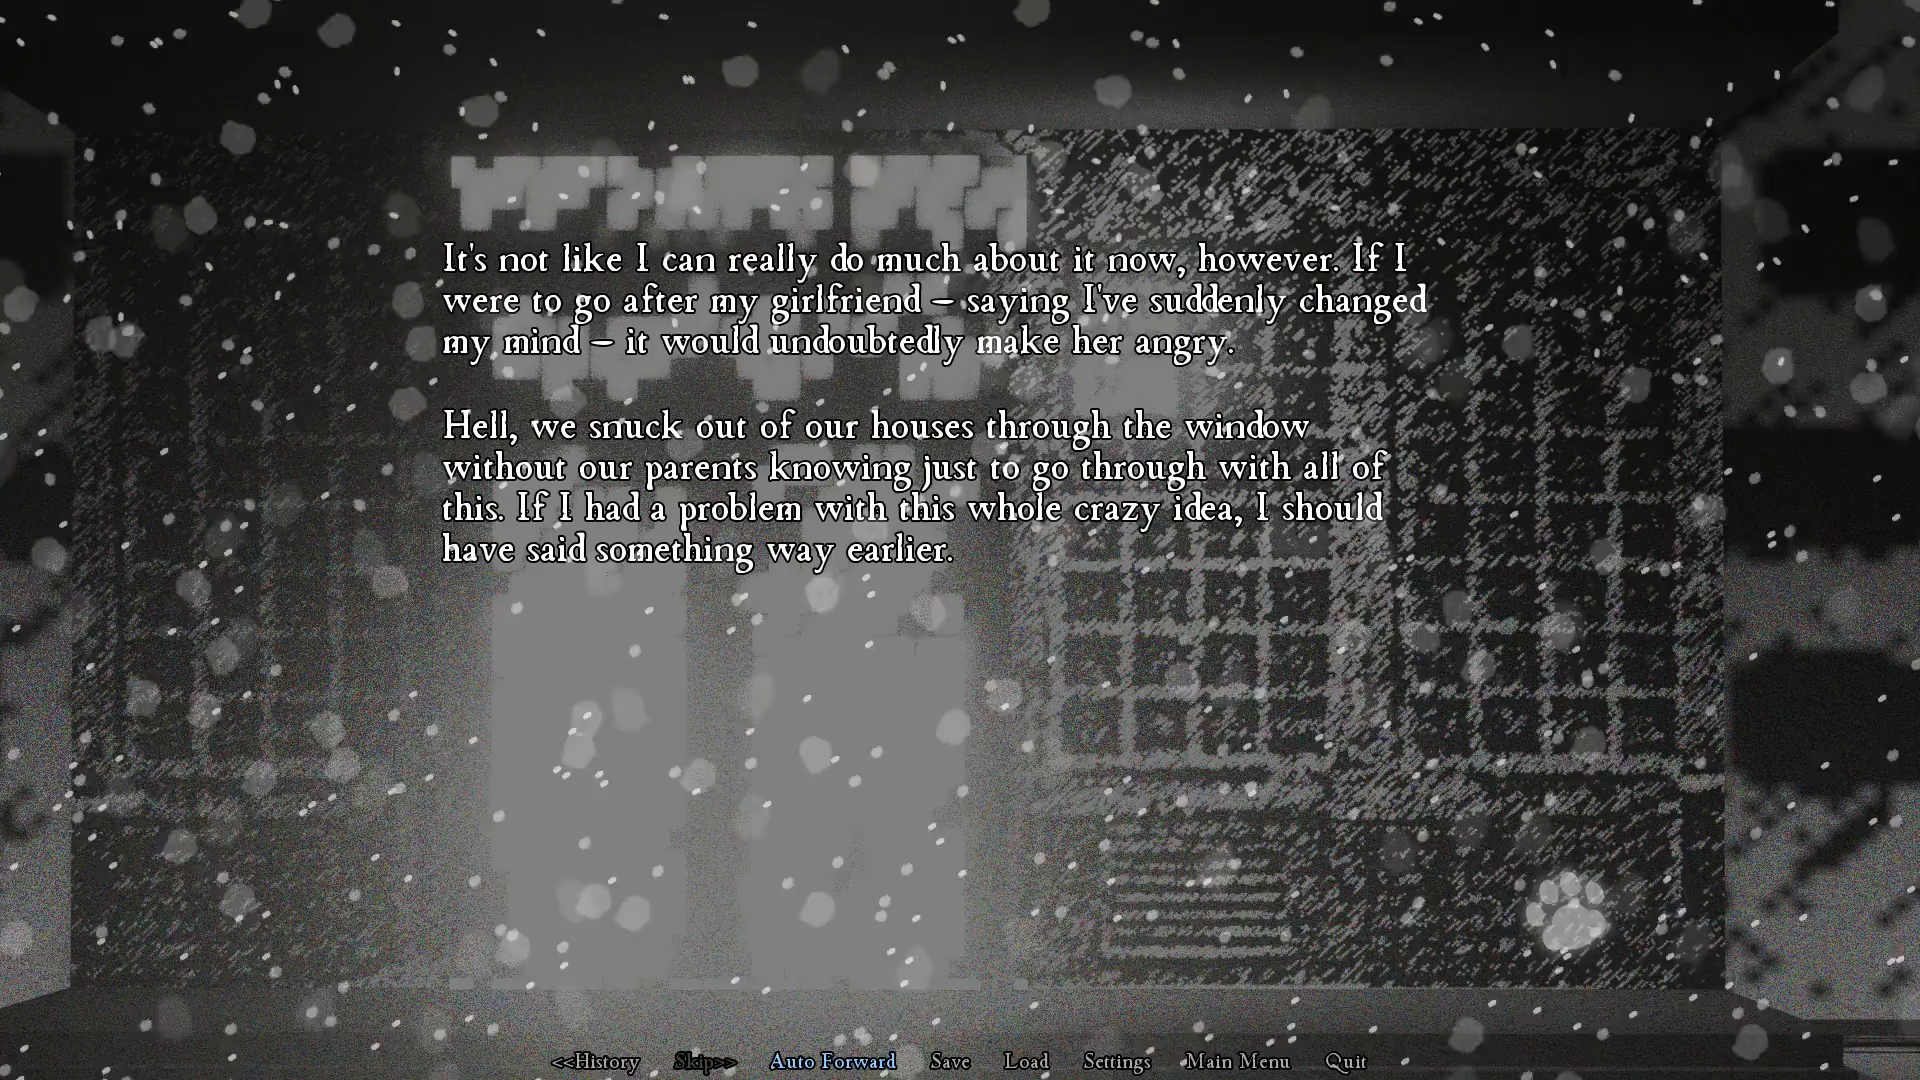 It's not like I can really do much about it now, however. If I
were to go after my girlfriend – saying I've suddenly changed
my mind – it would undoubtedly make her angry.
Hell, we snuck out of our houses through the window
without our parents knowing just to go through with all of
this. If I had a problem with this whole crazy idea, I should
have said something way earlier.
<<History Skip>> Auto Forward Save Load Settings Main Menu Quit